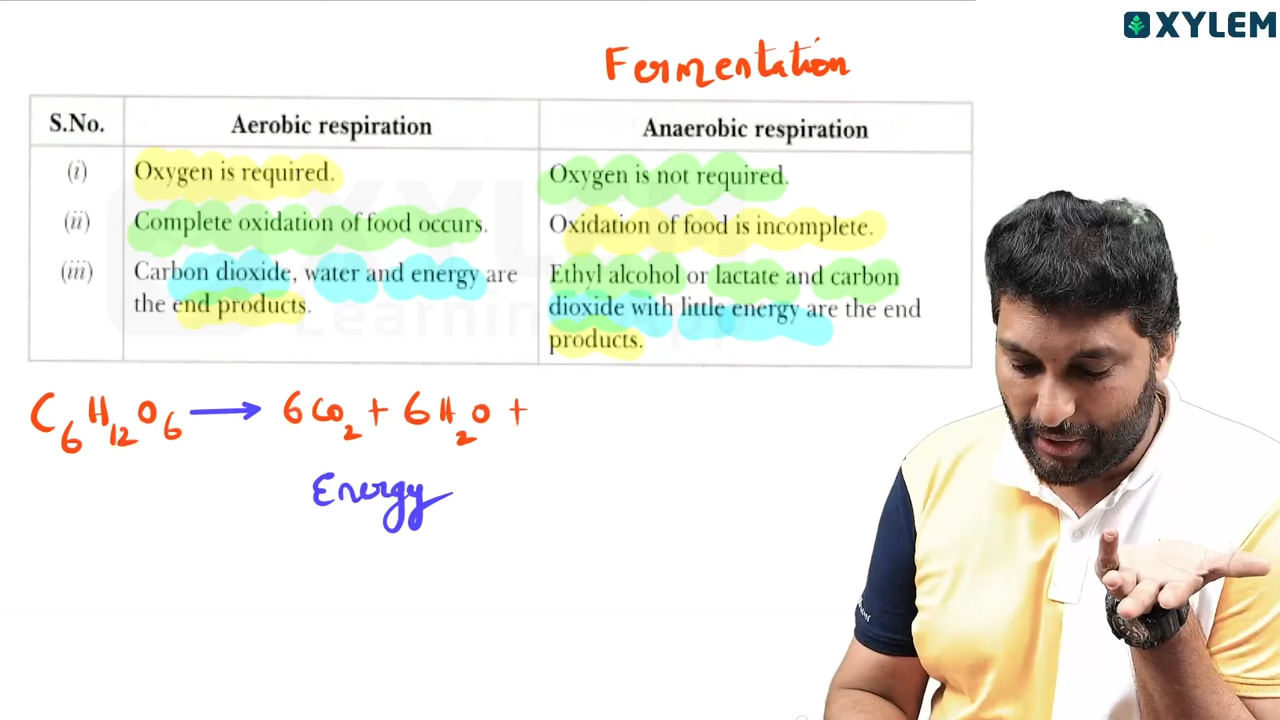 XYLEM
Fermentation
S.No. Aerobic respiration Anaerobic respiration
(i) Oxygen is required. Oxygen is not required.
(ii) Complete oxidation of food occurs. Oxidation of food is incomplete.
(iii) Carbon dioxide, water and energy are Ethyl alcohol or lactate and carbon
the end products. dioxide with little energy are the end
products.
C6H12O6 → 6CO2 + 6H2O +
Energy